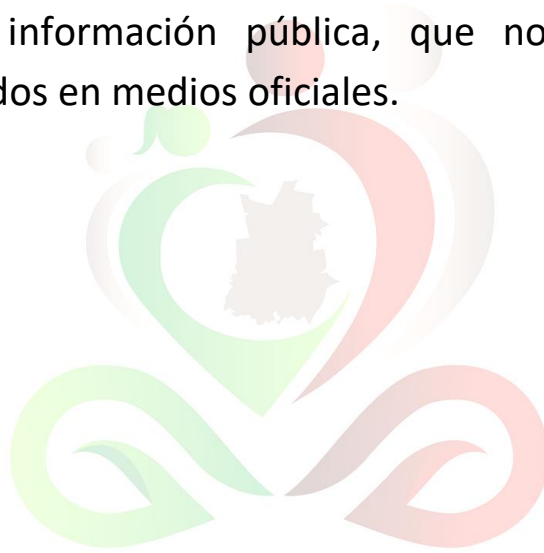 información pública, que no
dos en medios oficiales.